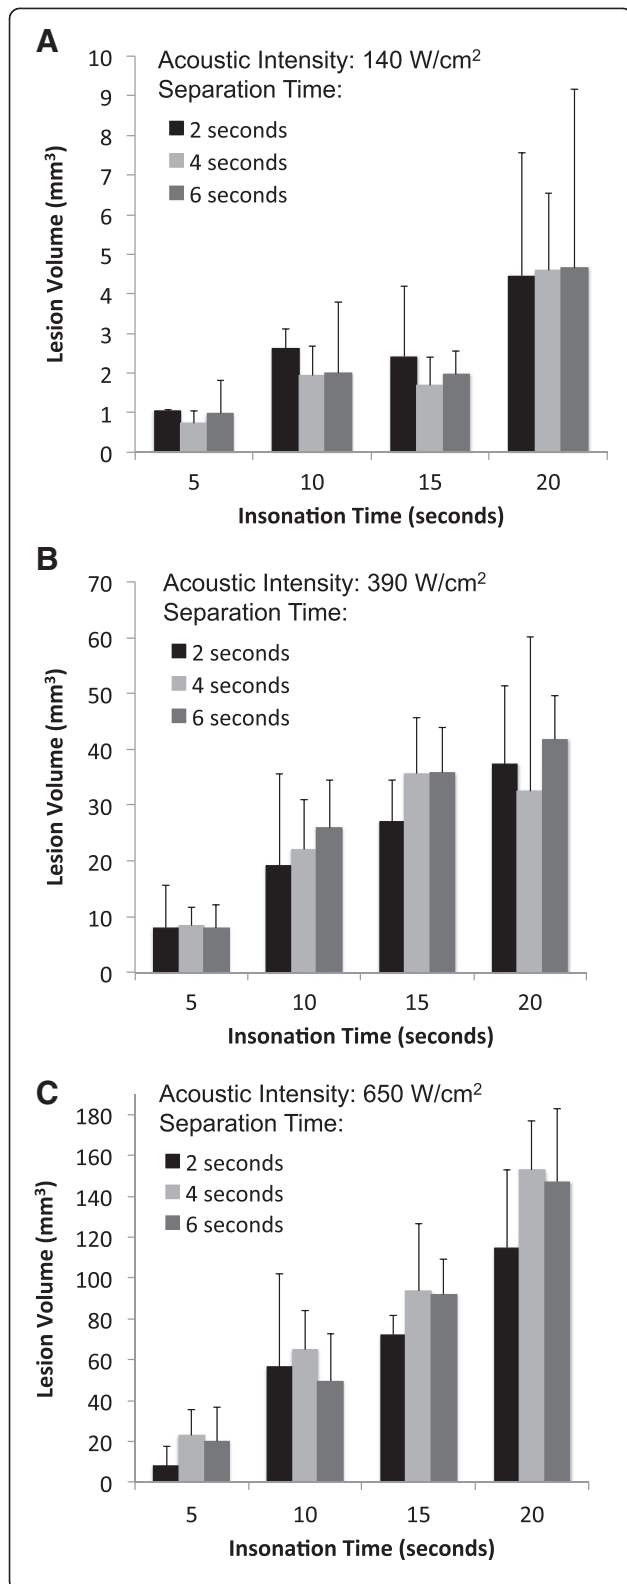 A
Acoustic Intensity: 140 W/cm²
Separation Time:
2 seconds
4 seconds
6 seconds
Lesion Volume (mm³)
10
9
8
7
6
5
4
3
2
1
0
5 10 15 20
Insonation Time (seconds)
B
Acoustic Intensity: 390 W/cm²
Separation Time:
2 seconds
4 seconds
6 seconds
Lesion Volume (mm³)
70
60
50
40
30
20
10
0
5 10 15 20
Insonation Time (seconds)
C
Acoustic Intensity: 650 W/cm²
Separation Time:
2 seconds
4 seconds
6 seconds
Lesion Volume (mm³)
180
160
140
120
100
80
60
40
20
0
5 10 15 20
Insonation Time (seconds)